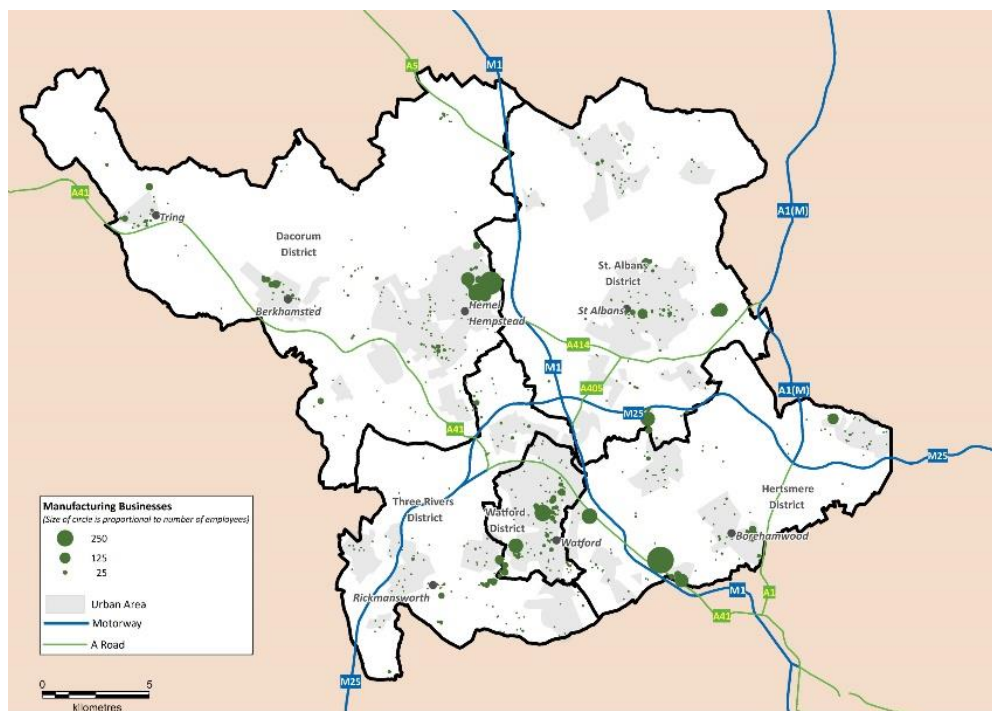 A5
M1
A1(M)
A41
Tring
Dacorum
District
St. Albans
District
Berkhamsted
Hemel
Hempstead
St Albans
A414
M1
A405
A1(M)
M25
A41
M25
Three Rivers
District
Watford
District
Hertsmere
District
Watford
Borehamwood
Rickmansworth
M1
A1
A41
M25
Manufacturing Businesses
(Size of circle is proportional to number of employees)
250
125
25
Urban Area
Motorway
A Road
0 5
kilometres